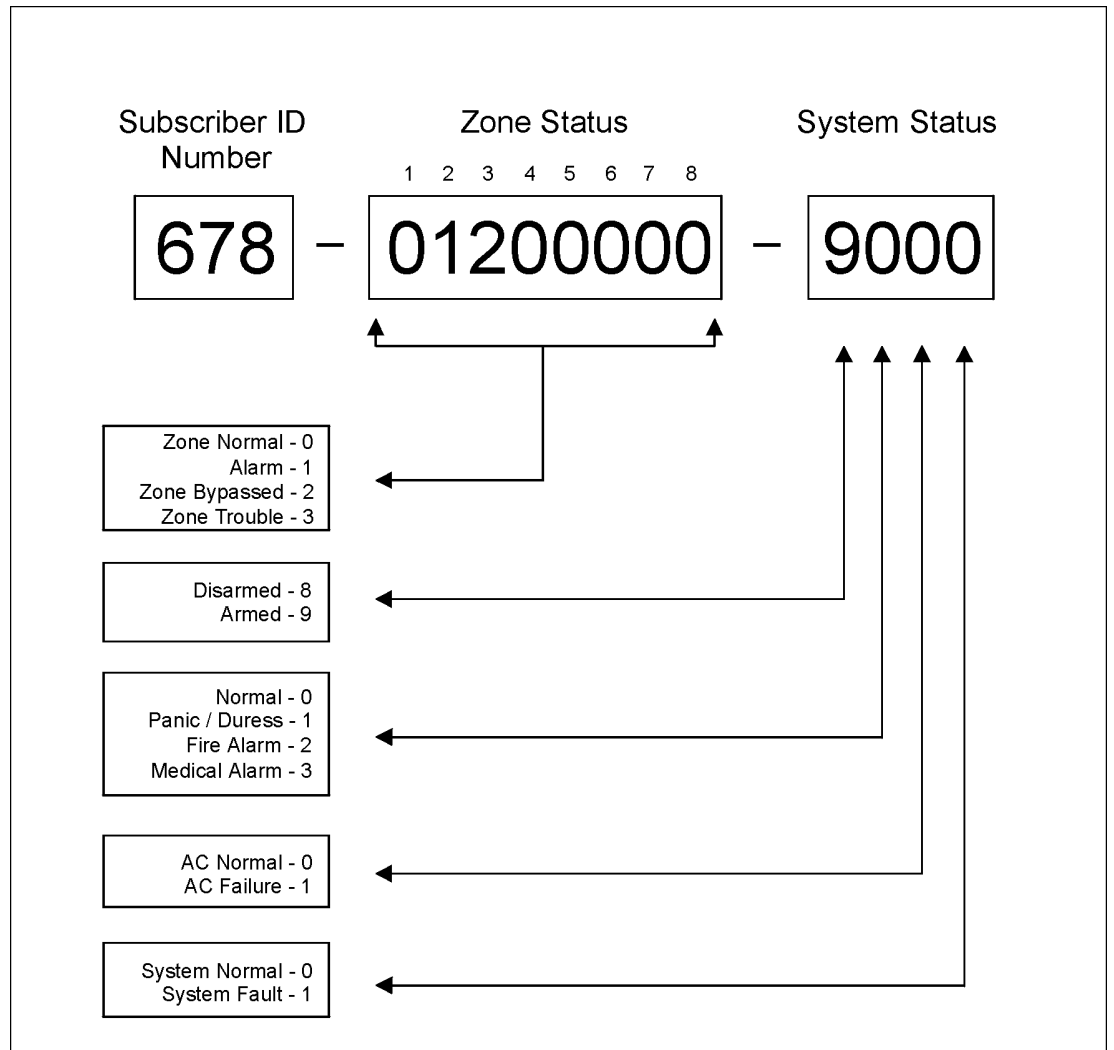 Subscriber ID
Number
Zone Status
System Status
1 2 3 4 5 6 7 8
678 – 01200000 – 9000
Zone Normal - 0
Alarm - 1
Zone Bypassed - 2
Zone Trouble - 3
Disarmed - 8
Armed - 9
Normal - 0
Panic / Duress - 1
Fire Alarm - 2
Medical Alarm - 3
AC Normal - 0
AC Failure - 1
System Normal - 0
System Fault - 1